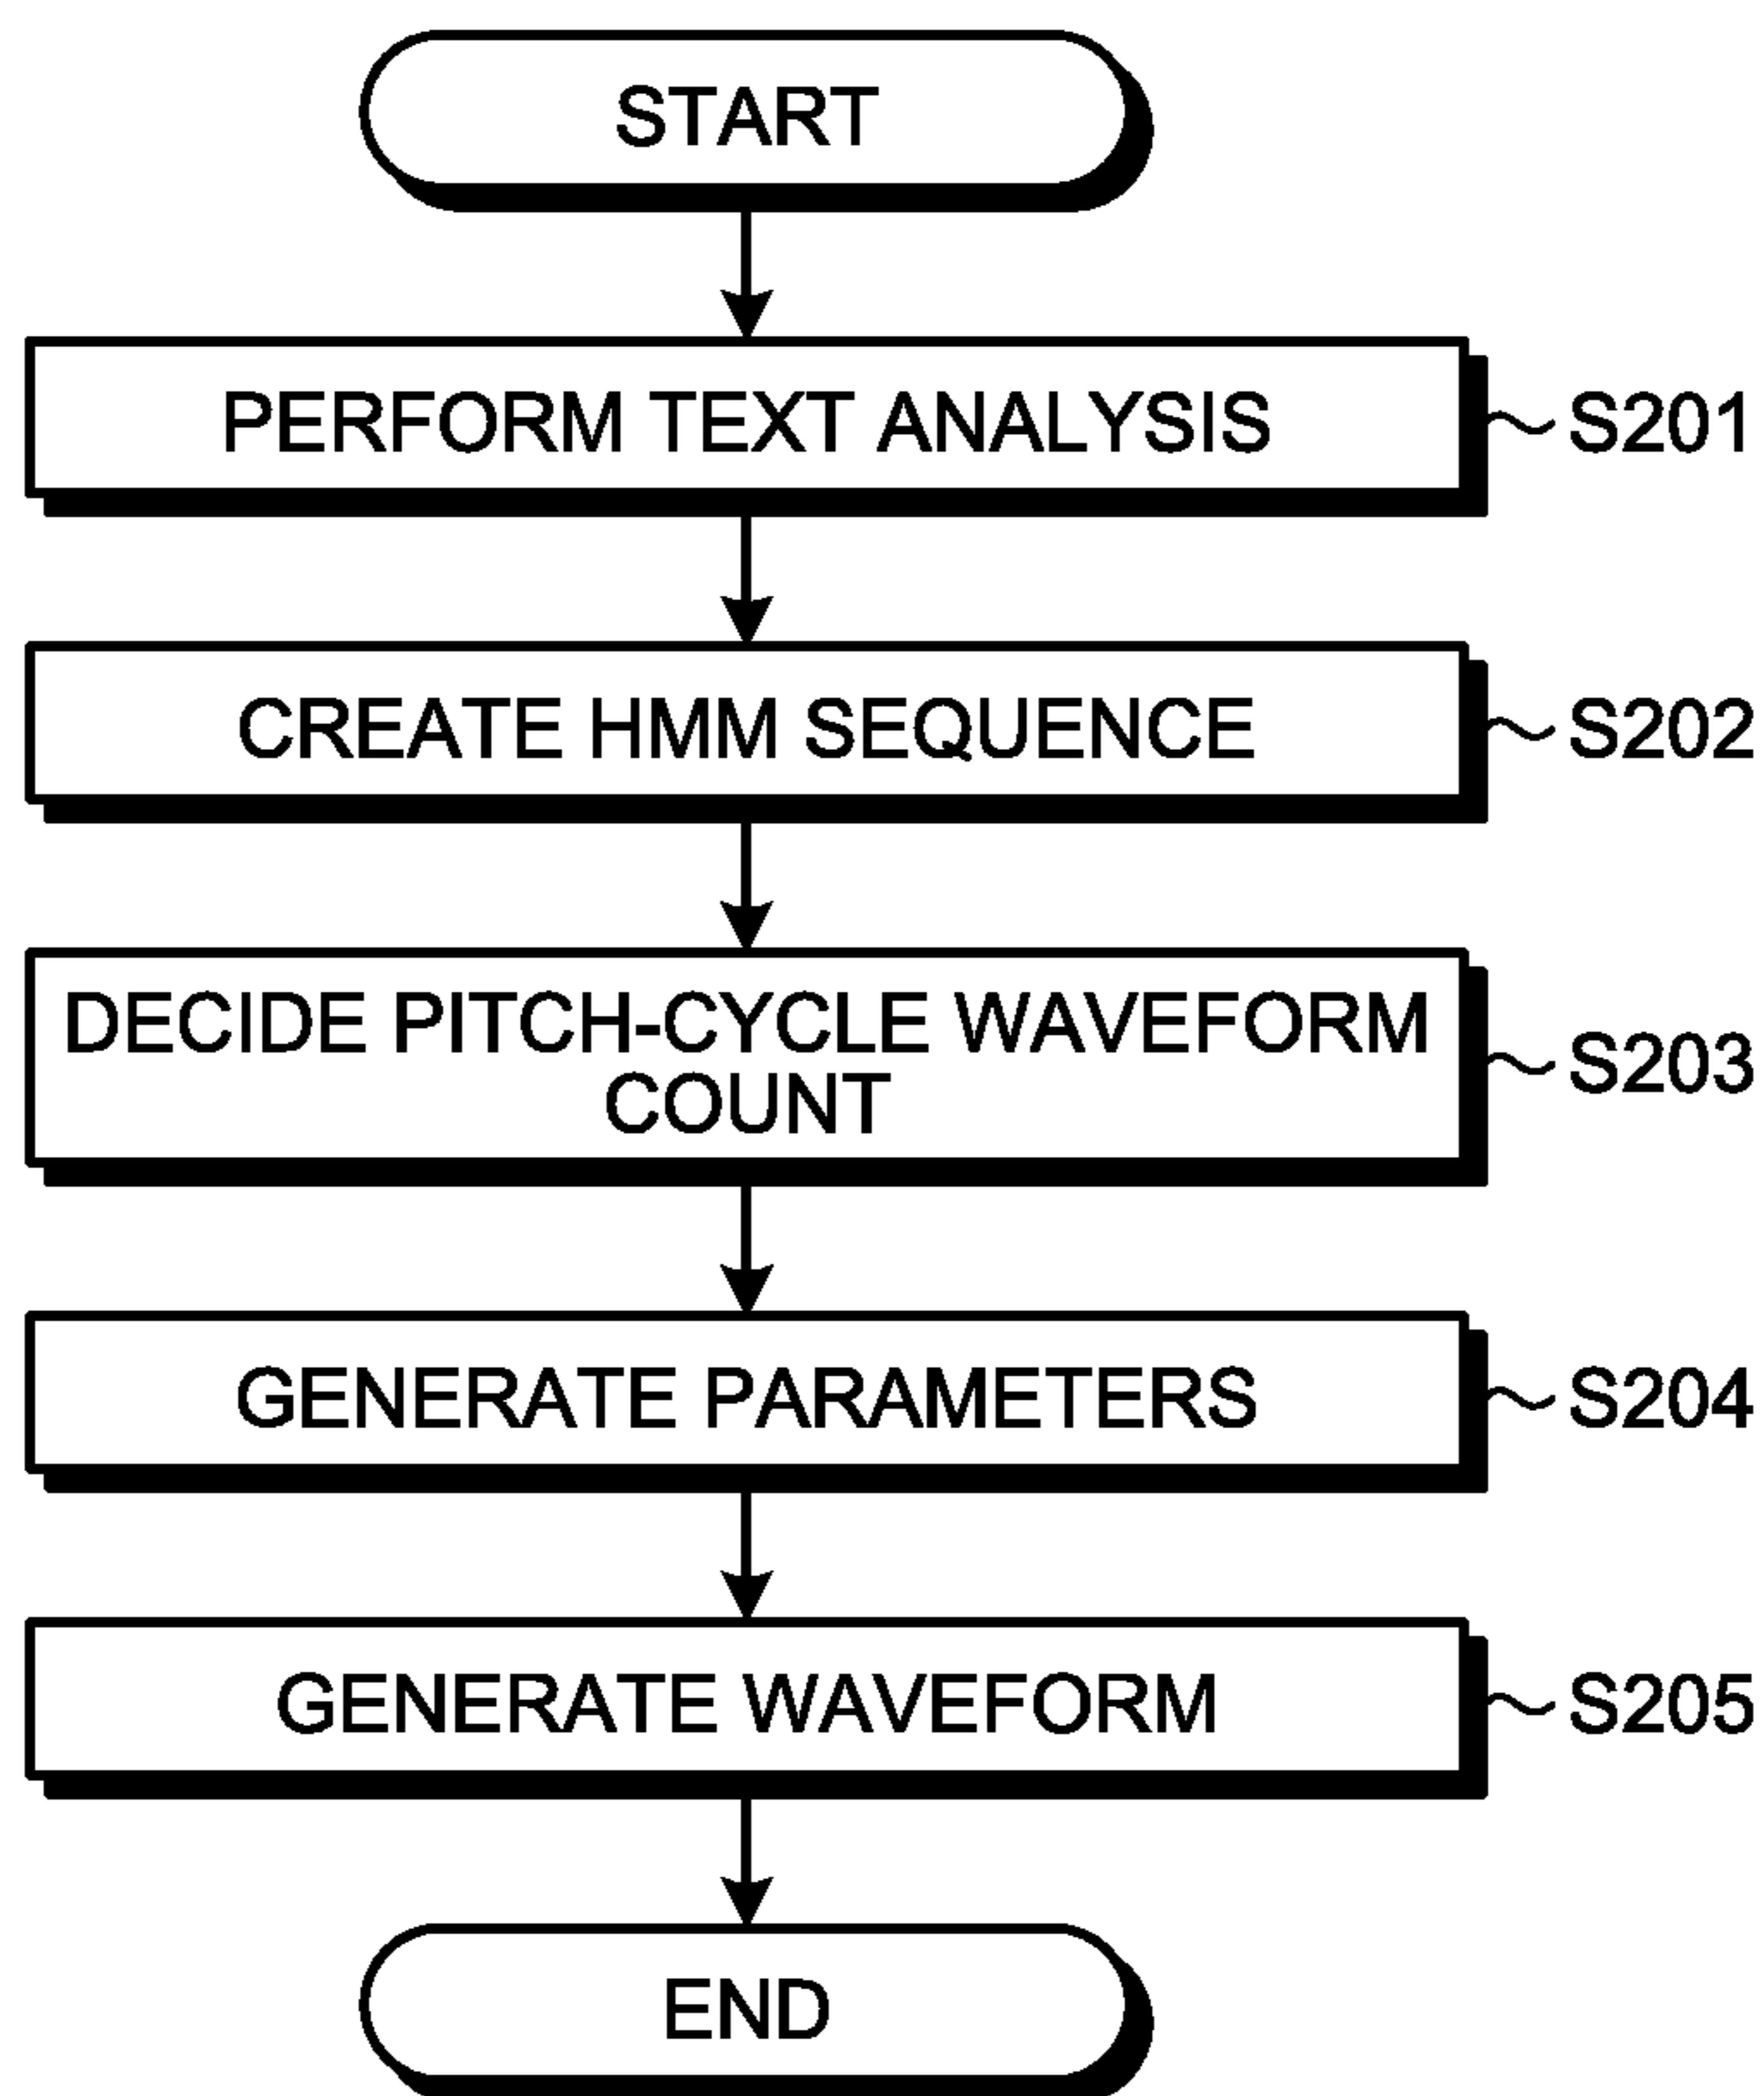 START
PERFORM TEXT ANALYSIS
S201
CREATE HMM SEQUENCE
S202
DECIDE PITCH-CYCLE WAVEFORM
COUNT
S203
GENERATE PARAMETERS
S204
GENERATE WAVEFORM
S205
END